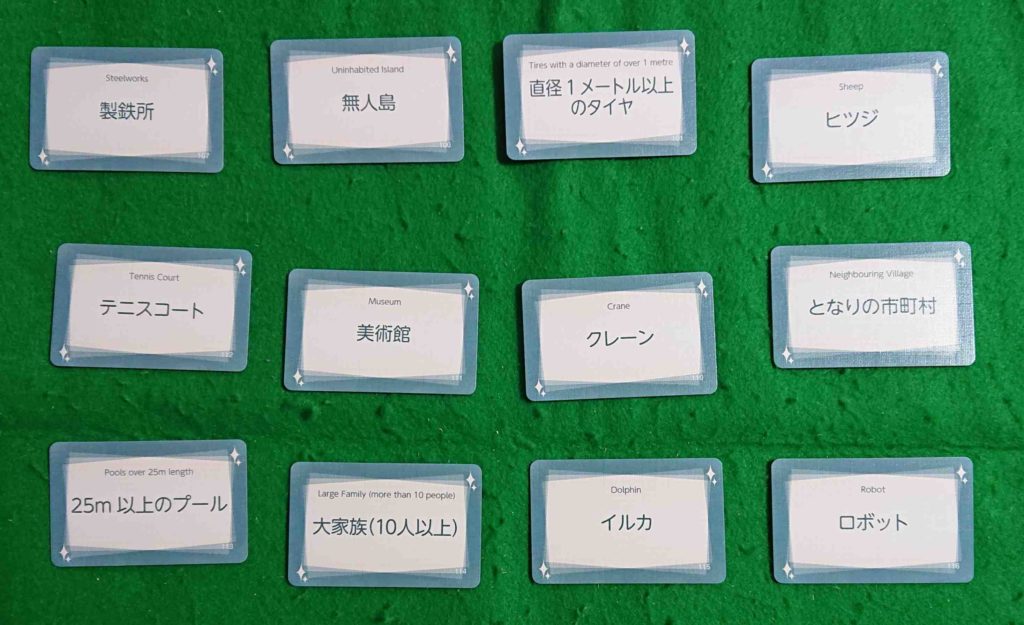 Steelworks
製鉄所
Uninhabited Island
無人島
Tires with a diameter of over 1 metre
直径1メートル以上
のタイヤ
Sheep
ヒツジ
Tennis Court
テニスコート
Museum
美術館
Crane
クレーン
Neighbouring Village
となりの市町村
Pools over 25m length
25m 以上のプール
113
Large Family (more than 10 people)
大家族(10人以上)
114
Dolphin
イルカ
115
Robot
ロボット